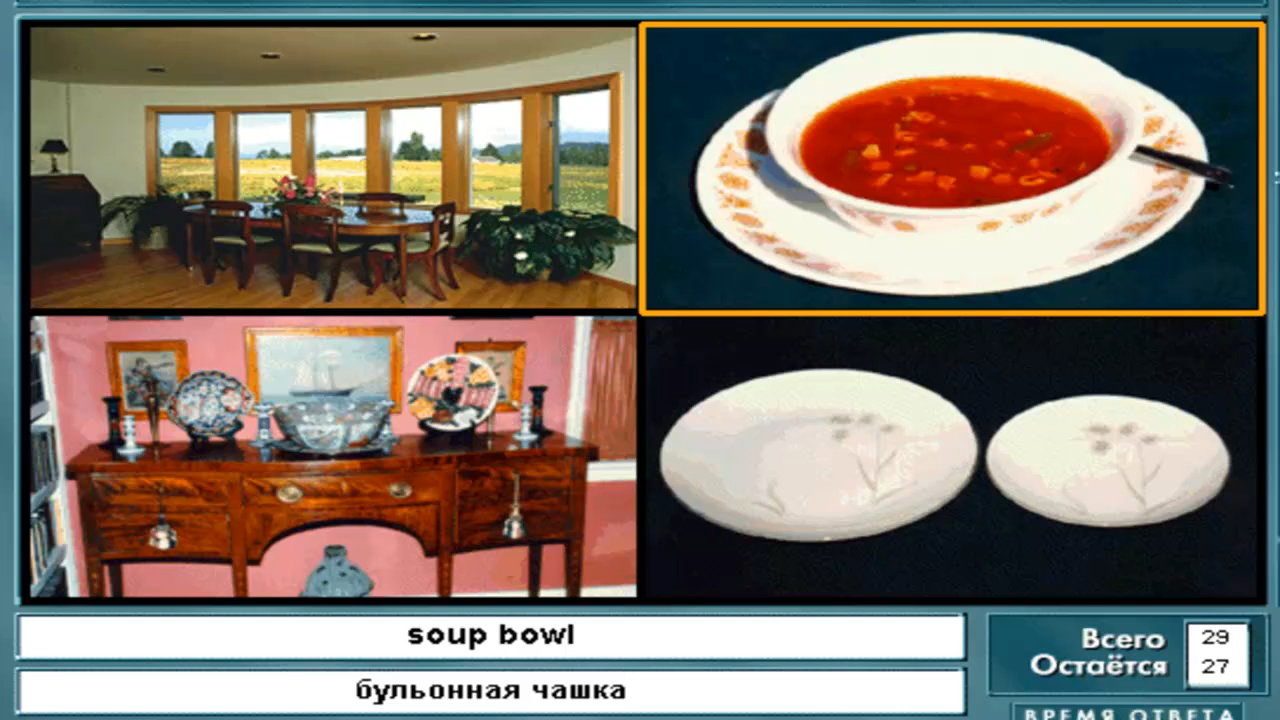 soup bowl
бульонная чашка
Всего 29
Остаётся 27
ВРЕМЯ ОТВЕТА